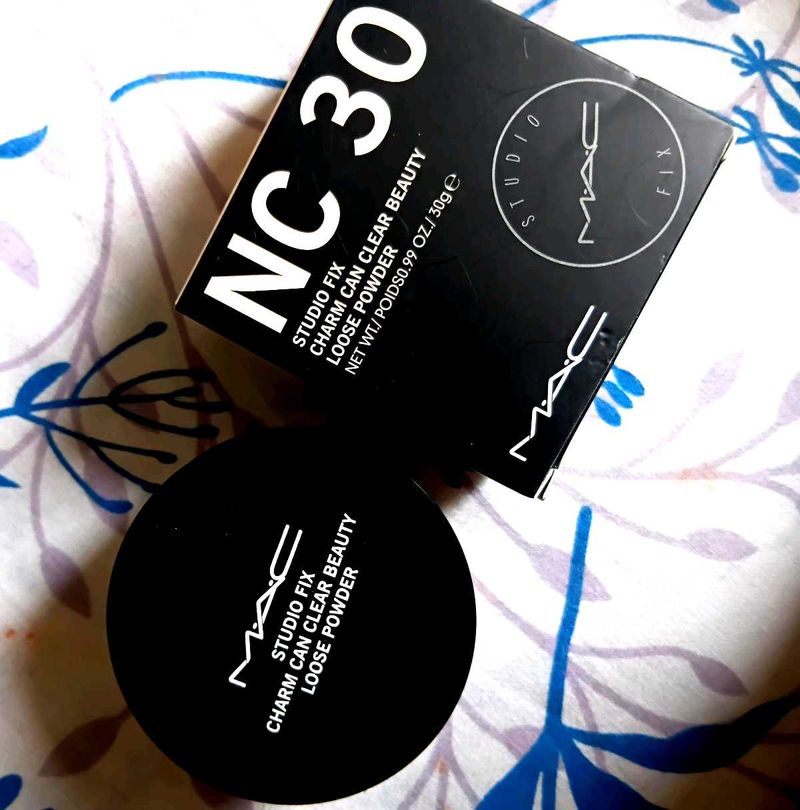 NC 30
STUDIO FIX
CHARM CAN CLEAR BEAUTY
LOOSE POWDER
NET WT./ POIDS0.99 OZ./ 30g℮
STUDIO
M·A·C
FIX
M·A·C
M·A·C
STUDIO FIX
CHARM CAN CLEAR BEAUTY
LOOSE POWDER